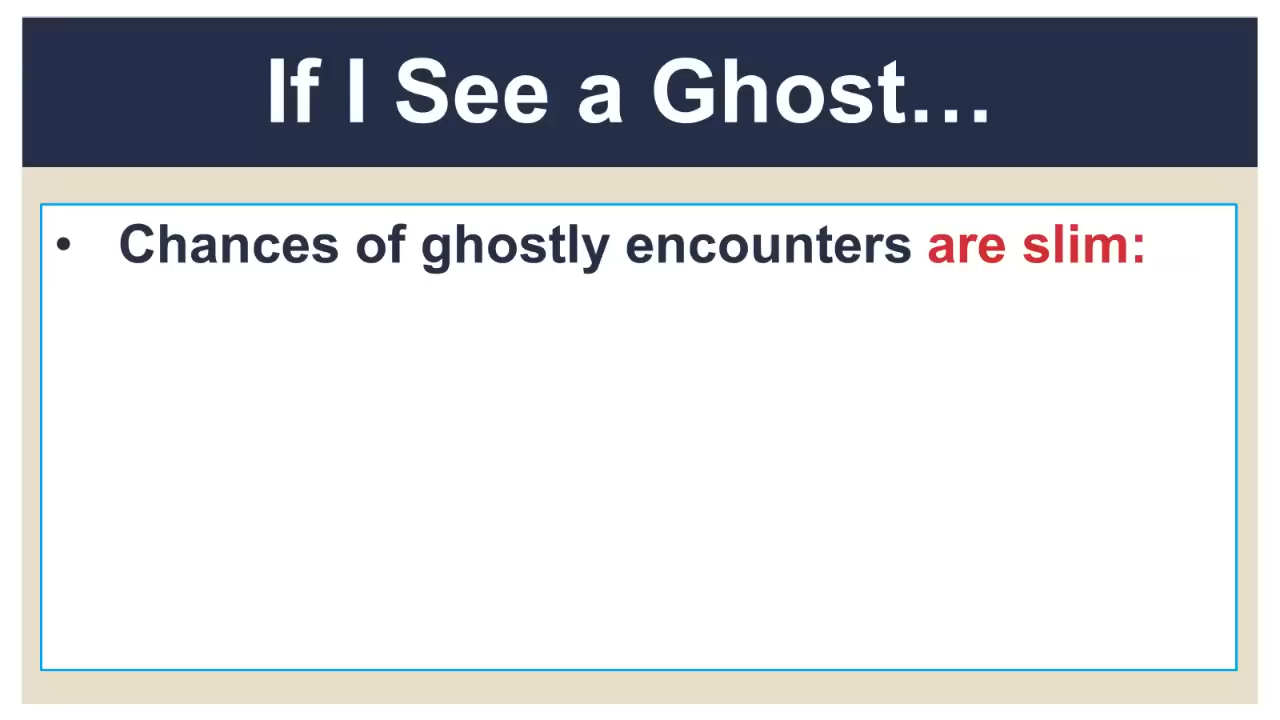 If I See a Ghost…
• Chances of ghostly encounters are slim: